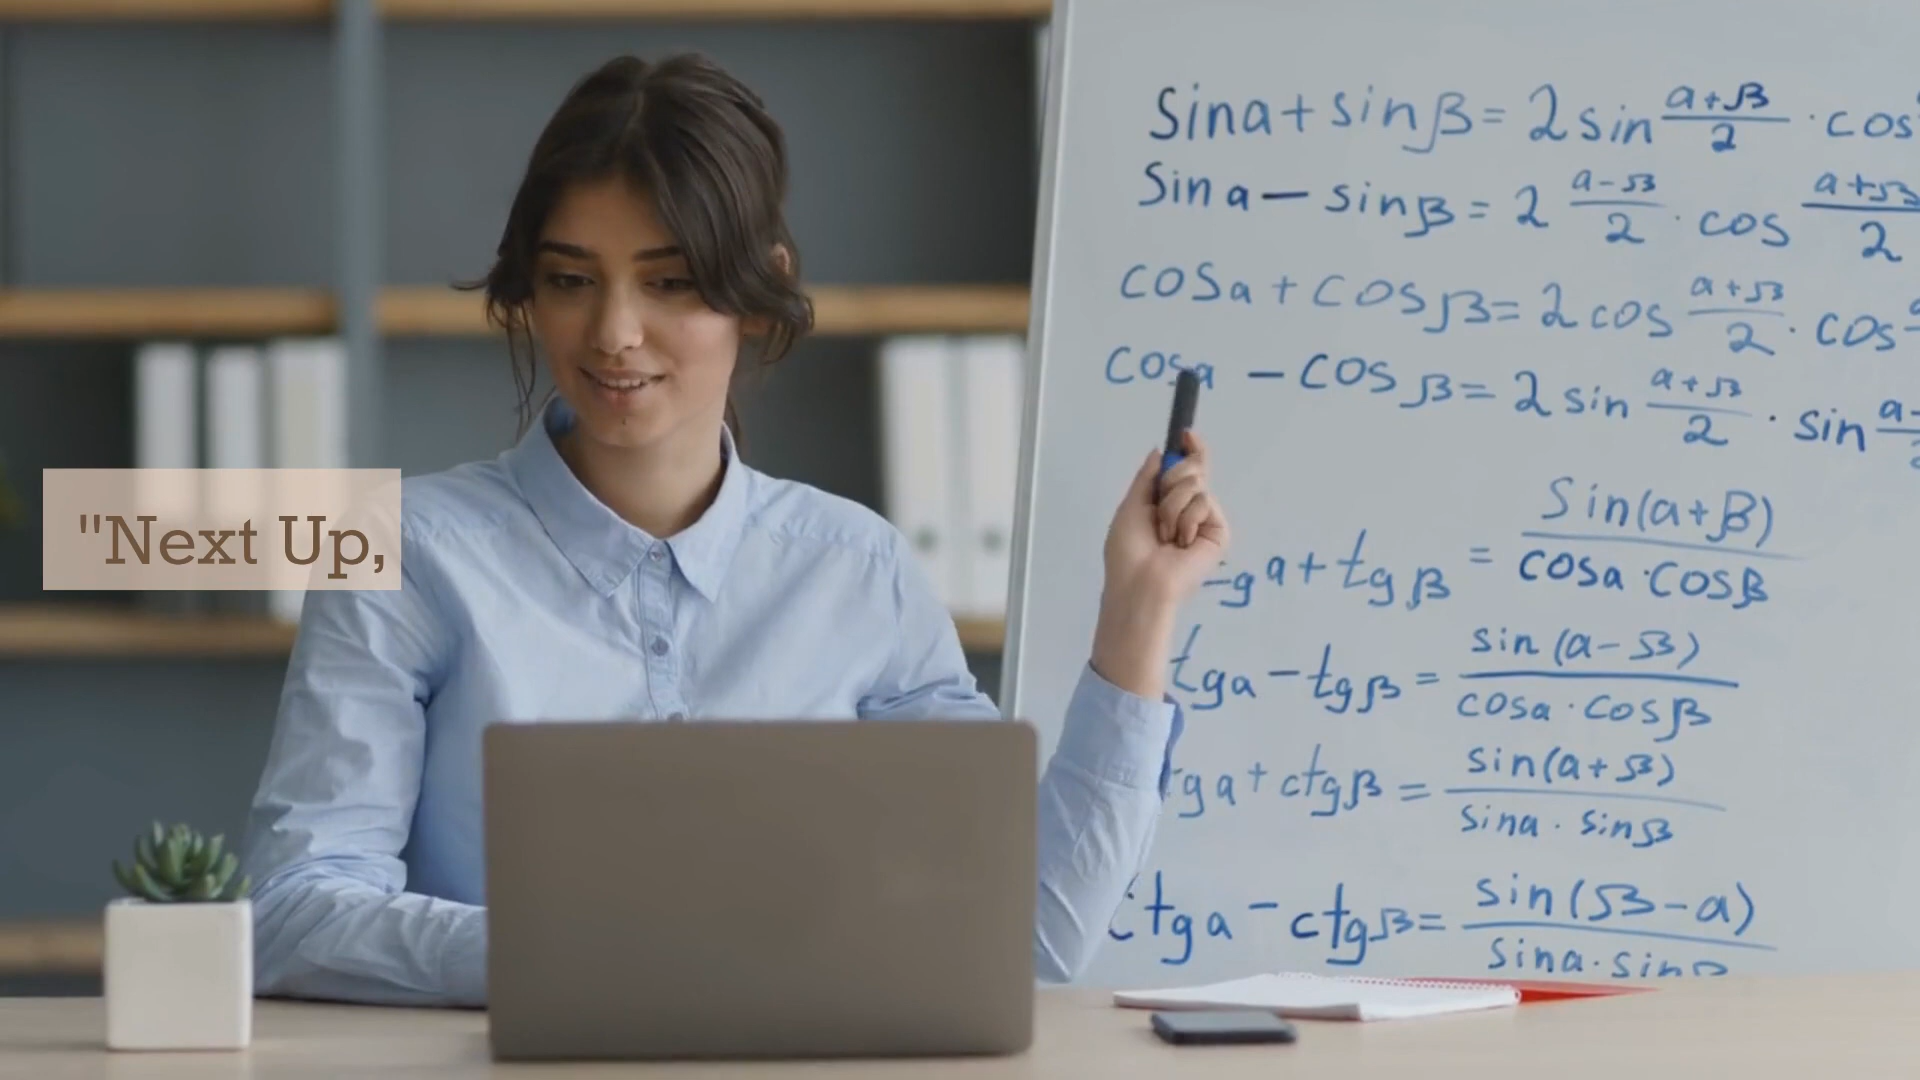 "Next Up,
sina+sinβ=2sin a+β/2 · cos
sina-sinβ=2 a-β/2 · cos a+β/2
cosa+cosβ=2cos a+β/2 · cos
cosa-cosβ=2sin a+β/2 · sin a-
ga+tgβ = sin(a+β)/cosa·cosβ
tga-tgβ = sin(a-β)/cosa·cosβ
ga+ctgβ = sin(a+β)/sina·sinβ
ctga-ctgβ= sin(β-a)/sina·sinβ